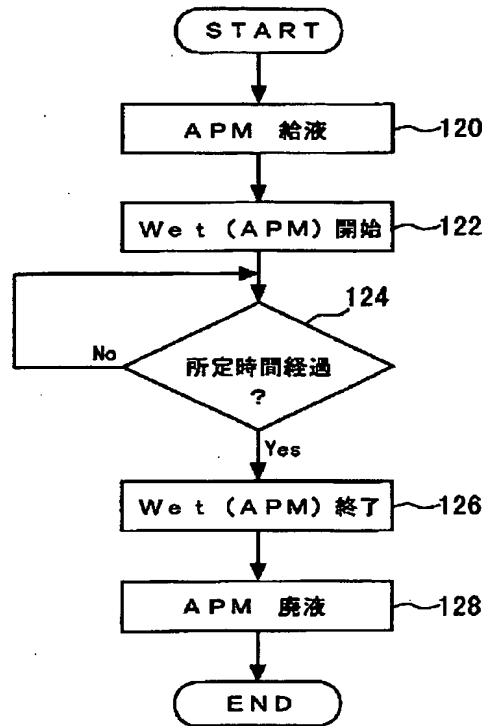 START
APM 給液
120
Wet (APM) 開始
122
124
No
所定時間経過
?
Yes
Wet (APM) 終了
126
APM 廃液
128
END